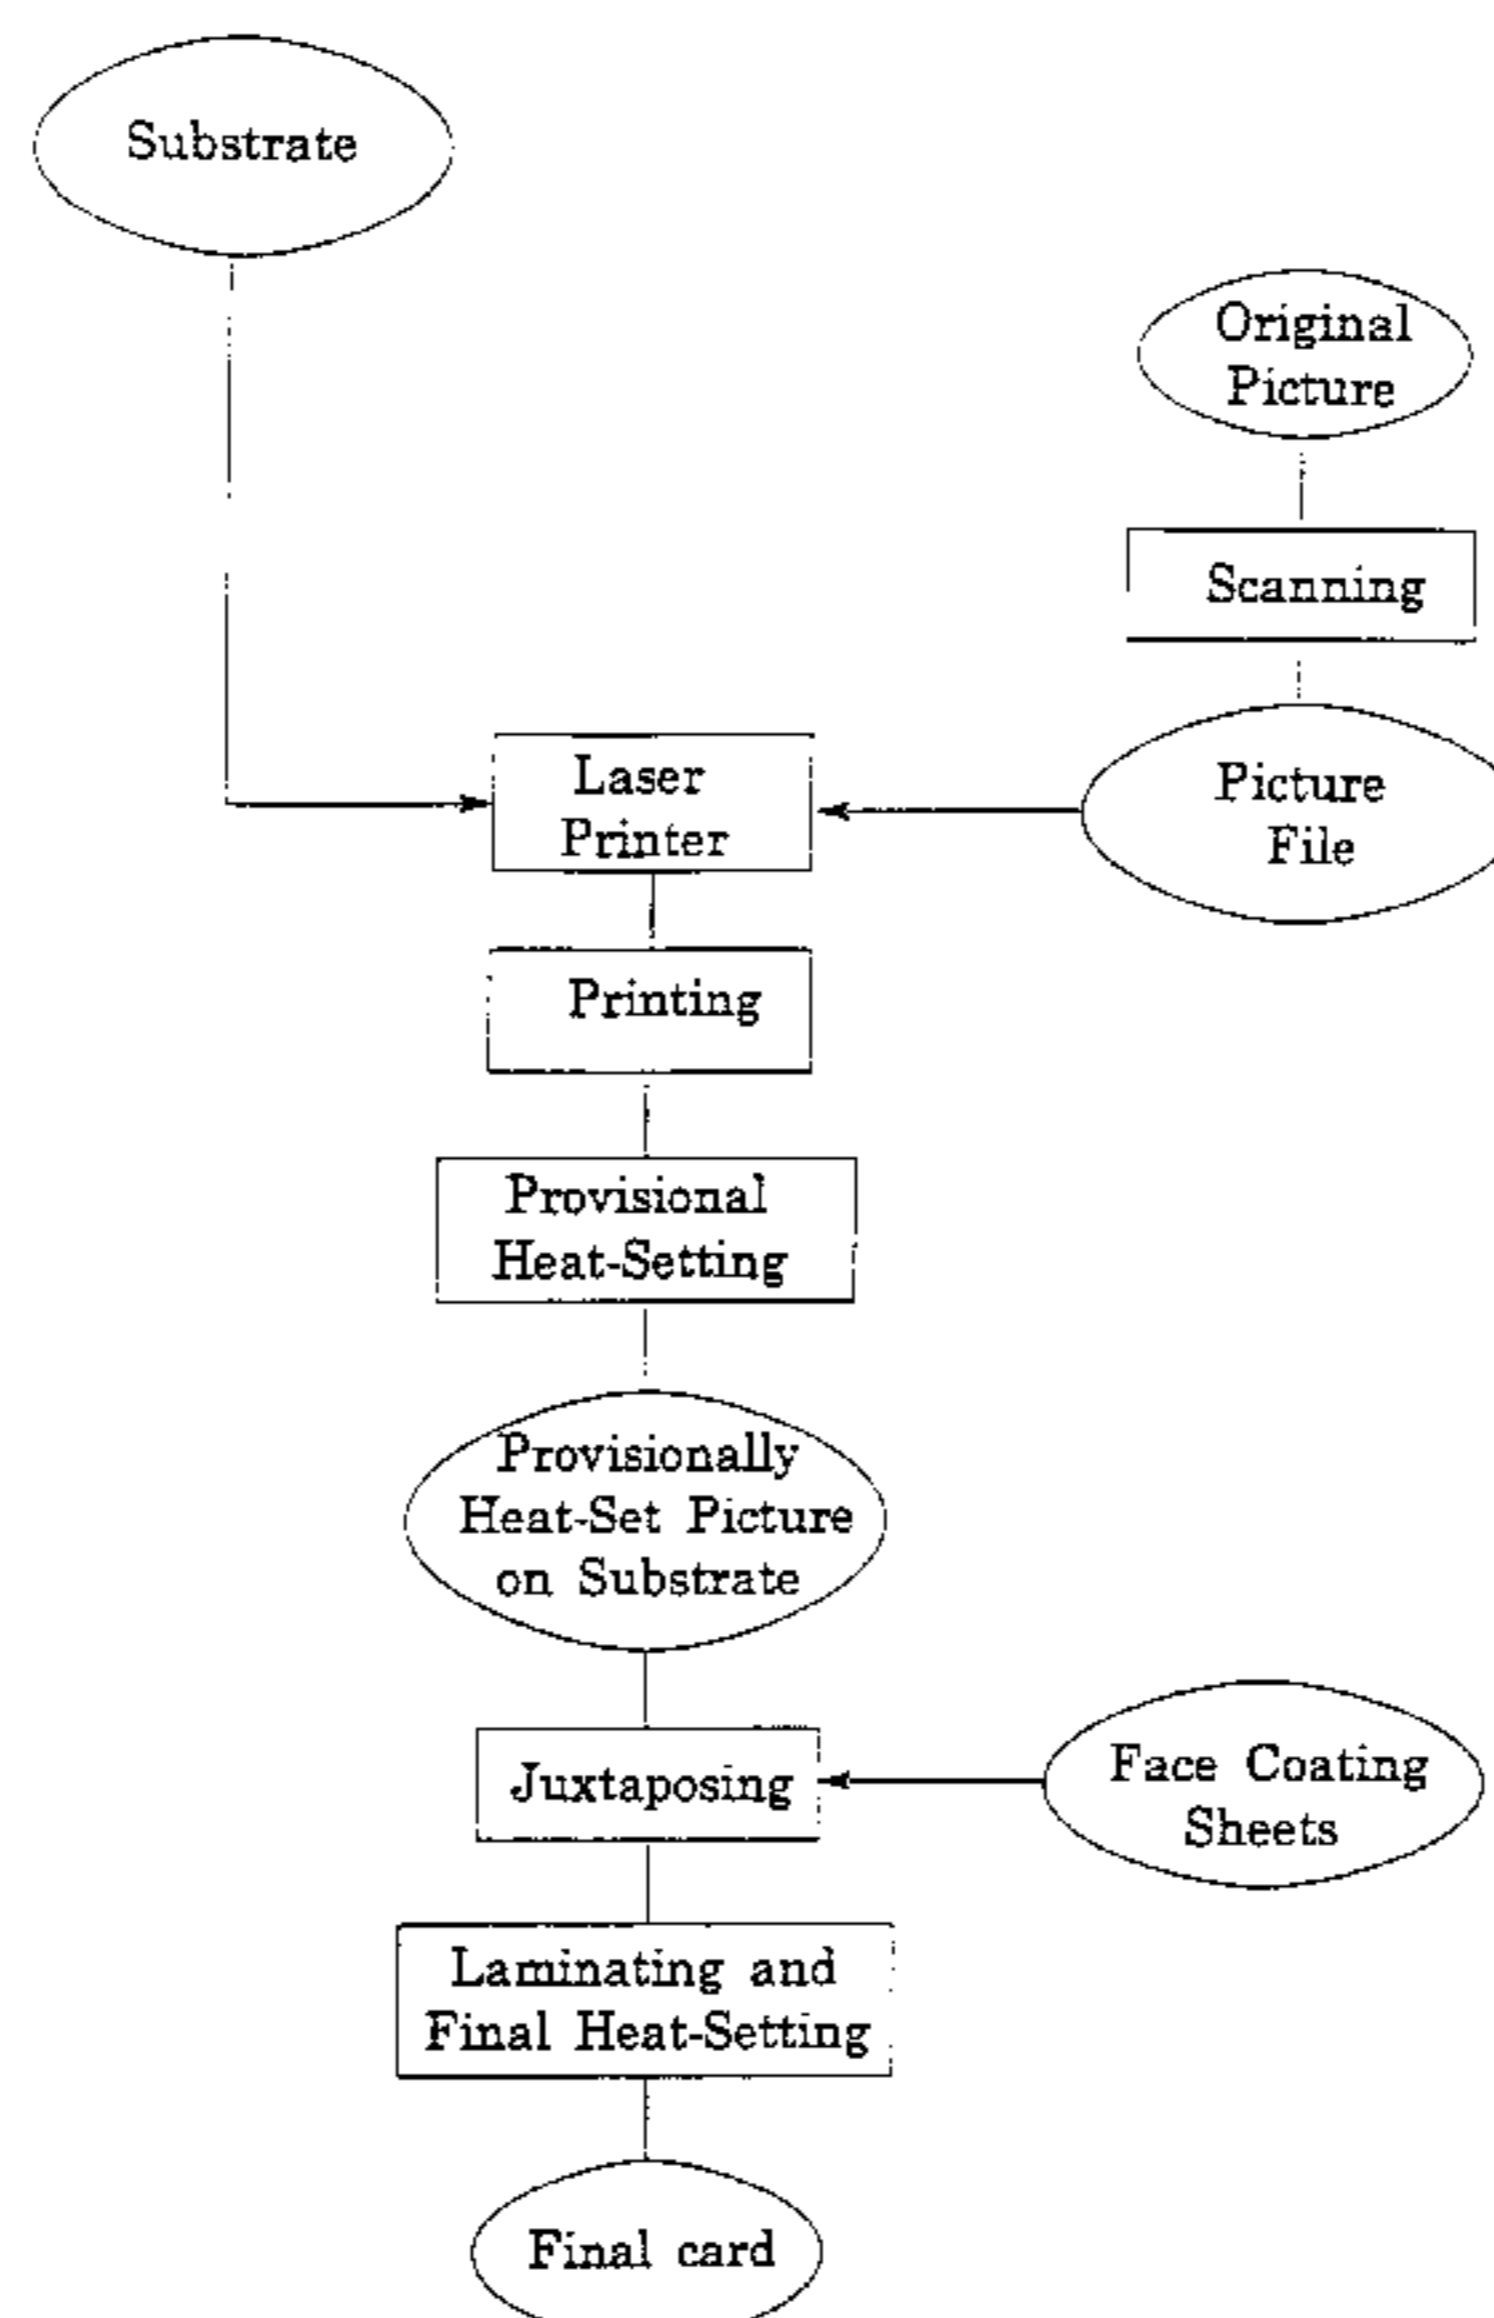 Substrate
Original
Picture
Scanning
Laser
Printer
Picture
File
Printing
Provisional
Heat-Setting
Provisionally
Heat-Set Picture
on Substrate
Juxtaposing
Face Coating
Sheets
Laminating and
Final Heat-Setting
Final card